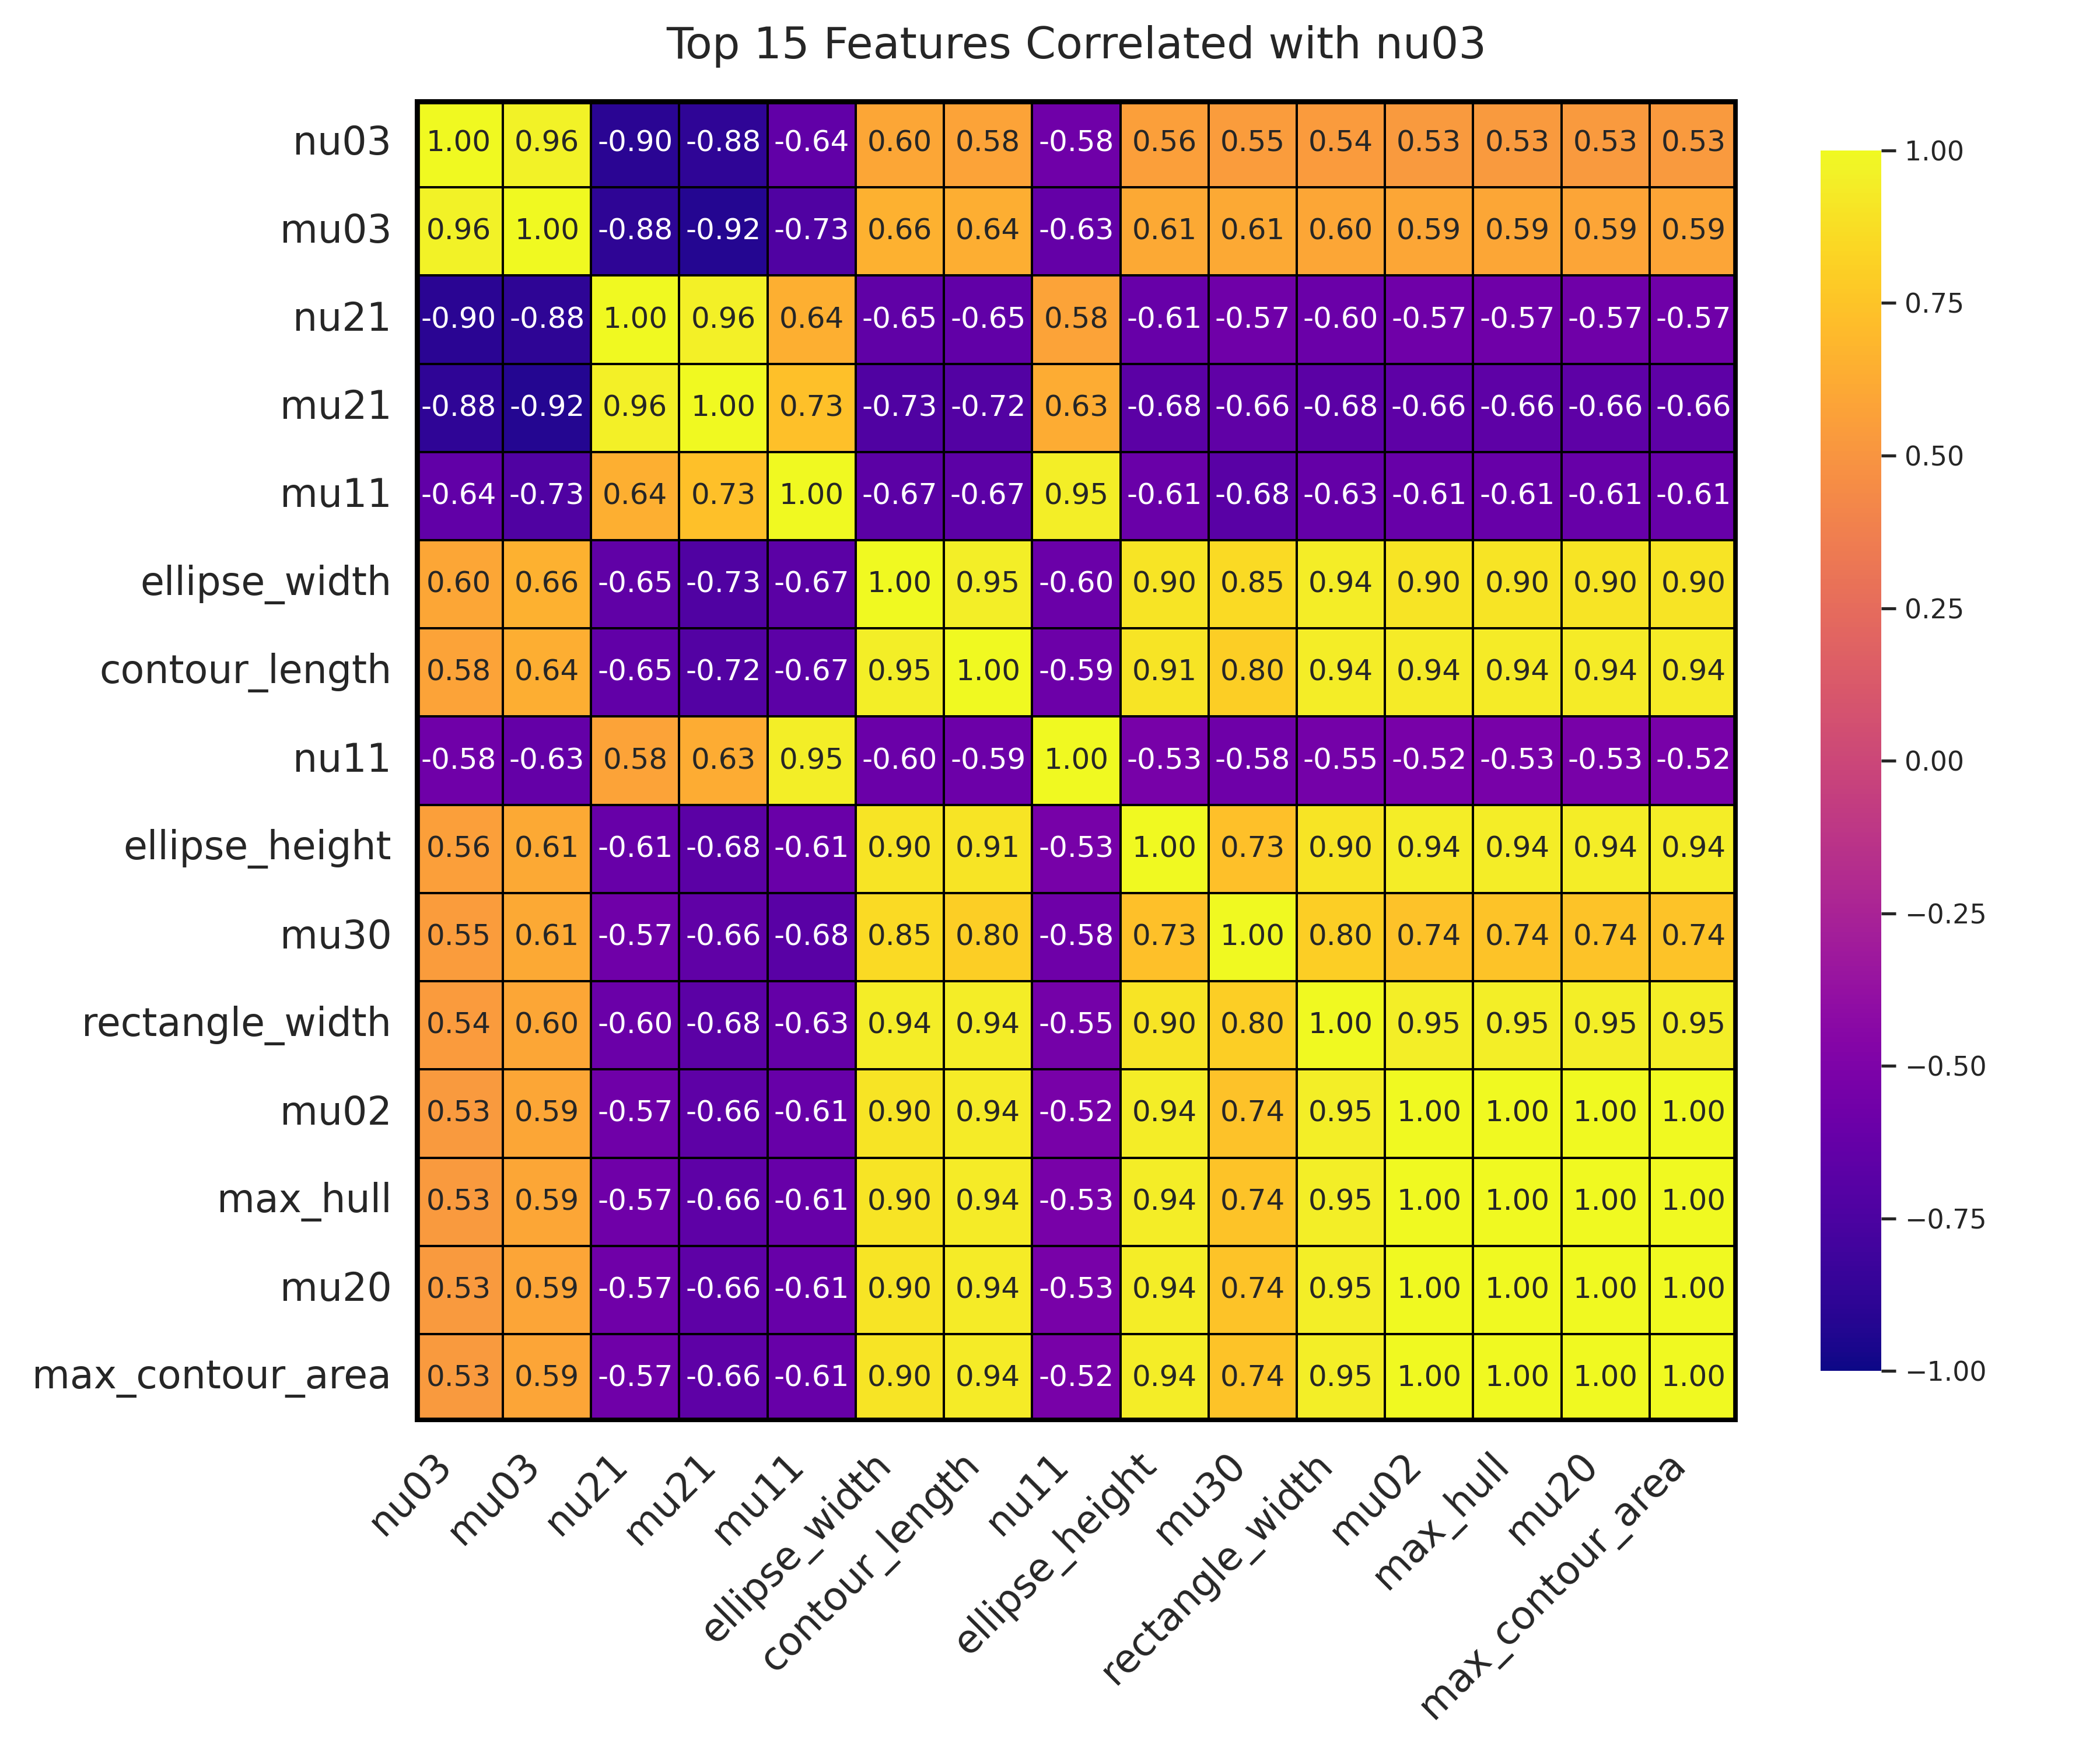 Top 15 Features Correlated with nu03
nu03 1.00 0.96 -0.90 -0.88 -0.64 0.60 0.58 -0.58 0.56 0.55 0.54 0.53 0.53 0.53 0.53
mu03 0.96 1.00 -0.88 -0.92 -0.73 0.66 0.64 -0.63 0.61 0.61 0.60 0.59 0.59 0.59 0.59
nu21 -0.90 -0.88 1.00 0.96 0.64 -0.65 -0.65 0.58 -0.61 -0.57 -0.60 -0.57 -0.57 -0.57 -0.57
mu21 -0.88 -0.92 0.96 1.00 0.73 -0.73 -0.72 0.63 -0.68 -0.66 -0.68 -0.66 -0.66 -0.66 -0.66
mu11 -0.64 -0.73 0.64 0.73 1.00 -0.67 -0.67 0.95 -0.61 -0.68 -0.63 -0.61 -0.61 -0.61 -0.61
ellipse_width 0.60 0.66 -0.65 -0.73 -0.67 1.00 0.95 -0.60 0.90 0.85 0.94 0.90 0.90 0.90 0.90
contour_length 0.58 0.64 -0.65 -0.72 -0.67 0.95 1.00 -0.59 0.91 0.80 0.94 0.94 0.94 0.94 0.94
nu11 -0.58 -0.63 0.58 0.63 0.95 -0.60 -0.59 1.00 -0.53 -0.58 -0.55 -0.52 -0.53 -0.53 -0.52
ellipse_height 0.56 0.61 -0.61 -0.68 -0.61 0.90 0.91 -0.53 1.00 0.73 0.90 0.94 0.94 0.94 0.94
mu30 0.55 0.61 -0.57 -0.66 -0.68 0.85 0.80 -0.58 0.73 1.00 0.80 0.74 0.74 0.74 0.74
rectangle_width 0.54 0.60 -0.60 -0.68 -0.63 0.94 0.94 -0.55 0.90 0.80 1.00 0.95 0.95 0.95 0.95
mu02 0.53 0.59 -0.57 -0.66 -0.61 0.90 0.94 -0.52 0.94 0.74 0.95 1.00 1.00 1.00 1.00
max_hull 0.53 0.59 -0.57 -0.66 -0.61 0.90 0.94 -0.53 0.94 0.74 0.95 1.00 1.00 1.00 1.00
mu20 0.53 0.59 -0.57 -0.66 -0.61 0.90 0.94 -0.53 0.94 0.74 0.95 1.00 1.00 1.00 1.00
max_contour_area 0.53 0.59 -0.57 -0.66 -0.61 0.90 0.94 -0.52 0.94 0.74 0.95 1.00 1.00 1.00 1.00
nu03 mu03 nu21 mu21 mu11 ellipse_width contour_length nu11 ellipse_height mu30 rectangle_width mu02 max_hull mu20 max_contour_area
1.00
0.75
0.50
0.25
0.00
−0.25
−0.50
−0.75
−1.00